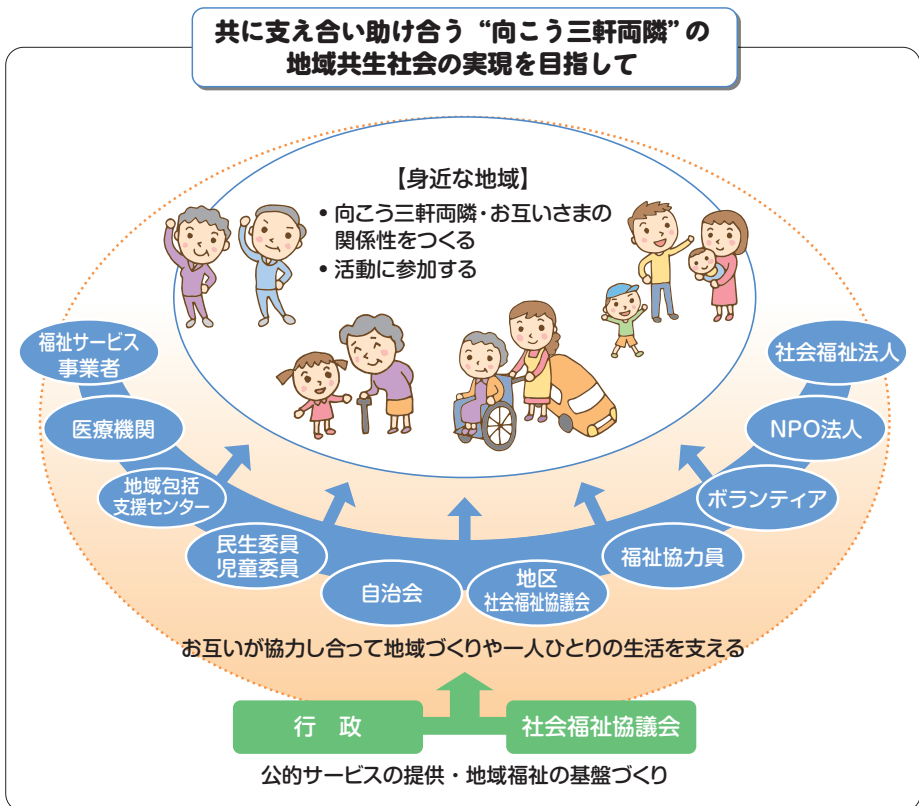 共に支え合い助け合う“向こう三軒両隣”の
地域共生社会の実現を目指して
【身近な地域】
• 向こう三軒両隣・お互いさまの
関係性をつくる
• 活動に参加する
福祉サービス
事業者
医療機関
地域包括
支援センター
民生委員
児童委員
自治会
地区
社会福祉協議会
福祉協力員
ボランティア
NPO法人
社会福祉法人
お互いが協力し合って地域づくりや一人ひとりの生活を支える
行　政
社会福祉協議会
公的サービスの提供・地域福祉の基盤づくり